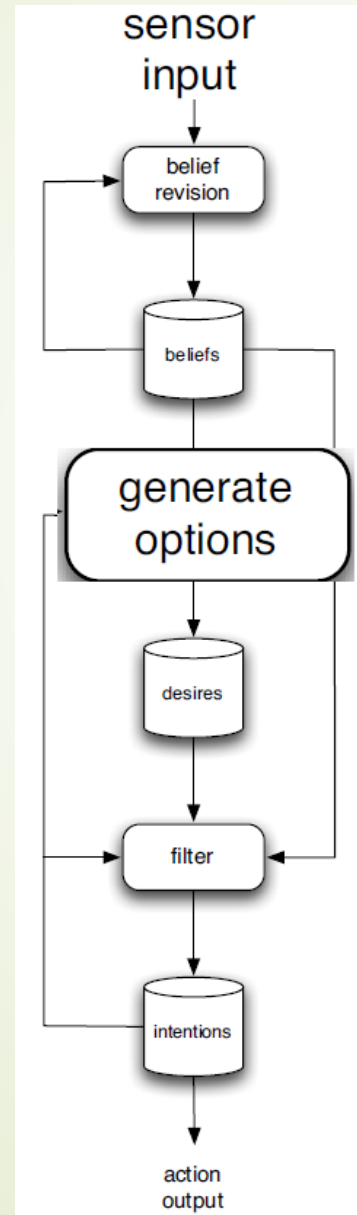 sensor
input
belief
revision
beliefs
generate
options
desires
filter
intentions
action
output